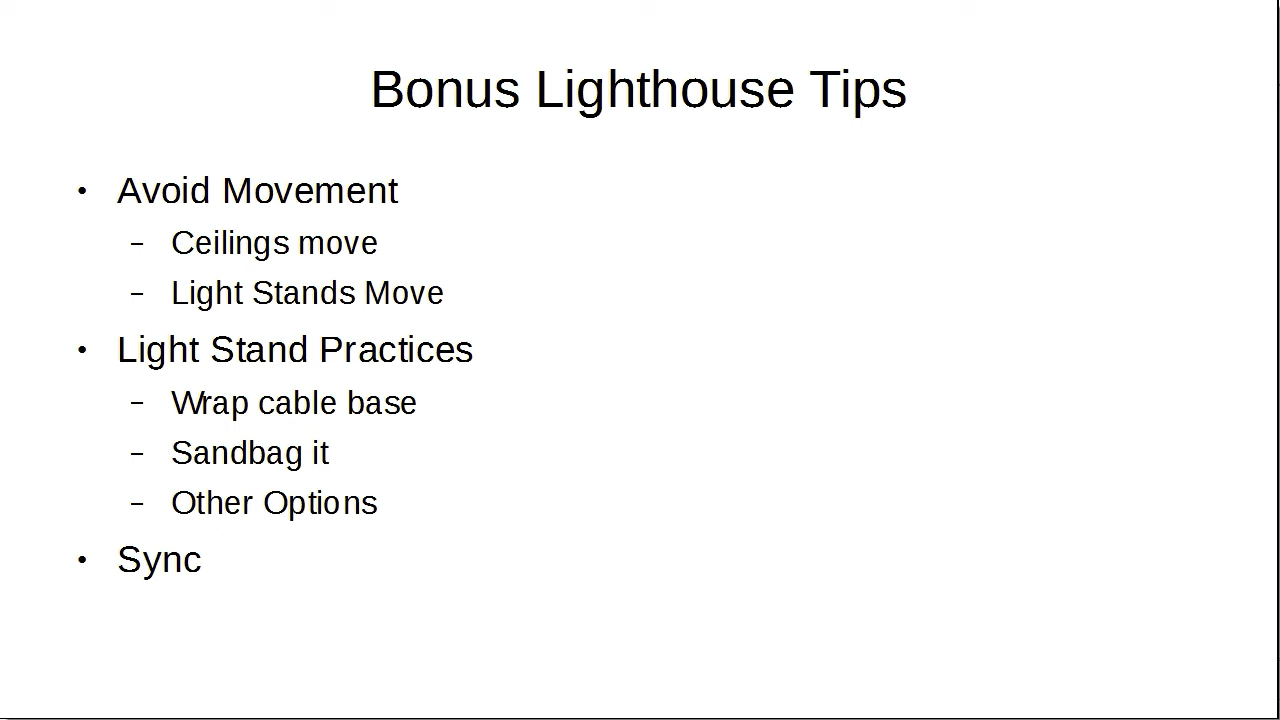 Bonus Lighthouse Tips
• Avoid Movement
– Ceilings move
– Light Stands Move
• Light Stand Practices
– Wrap cable base
– Sandbag it
– Other Options
• Sync